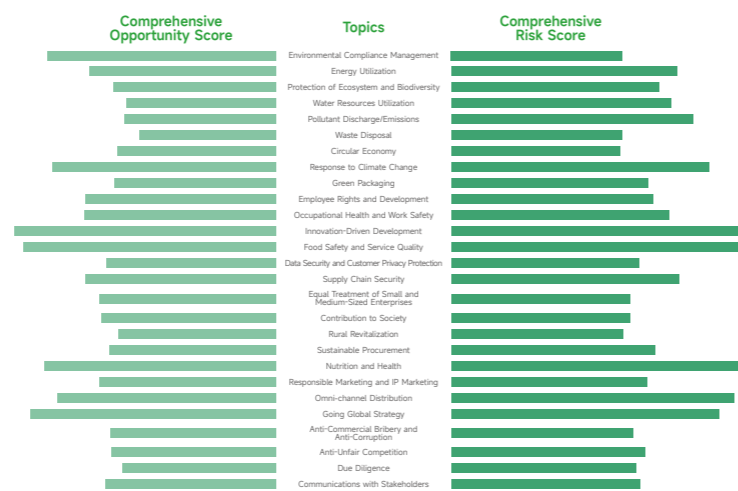 Comprehensive
Opportunity Score
Topics
Comprehensive
Risk Score
Environmental Compliance Management
Energy Utilization
Protection of Ecosystem and Biodiversity
Water Resources Utilization
Pollutant Discharge/Emissions
Waste Disposal
Circular Economy
Response to Climate Change
Green Packaging
Employee Rights and Development
Occupational Health and Work Safety
Innovation-Driven Development
Food Safety and Service Quality
Data Security and Customer Privacy Protection
Supply Chain Security
Equal Treatment of Small and
Medium-Sized Enterprises
Contribution to Society
Rural Revitalization
Sustainable Procurement
Nutrition and Health
Responsible Marketing and IP Marketing
Omni-channel Distribution
Going Global Strategy
Anti-Commercial Bribery and
Anti-Corruption
Anti-Unfair Competition
Due Diligence
Communications with Stakeholders